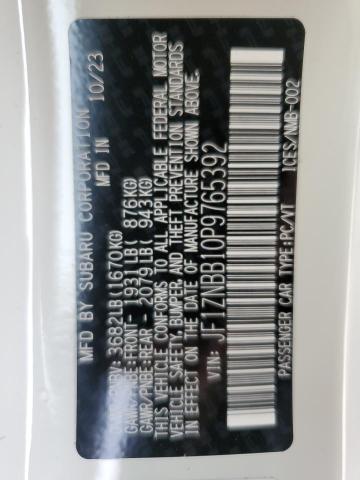 MFD BY SUBARU CORPORATION
MFD IN 10/23
3682LB(1670KG)
GAWR/PNBE:FRONT- 1931LB( 876KG)
GAWR/PNBE:REAR - 2079LB( 943KG)
THIS VEHICLE CONFORMS TO ALL APPLICABLE FEDERAL MOTOR
VEHICLE SAFETY, BUMPER, AND THEFT PREVENTION STANDARDS
IN EFFECT ON THE DATE OF MANUFACTURE SHOWN ABOVE
VIN: JF1ZNBB10P9765392
PASSENGER CAR TYPE:PC/VT ICES/NMB-002